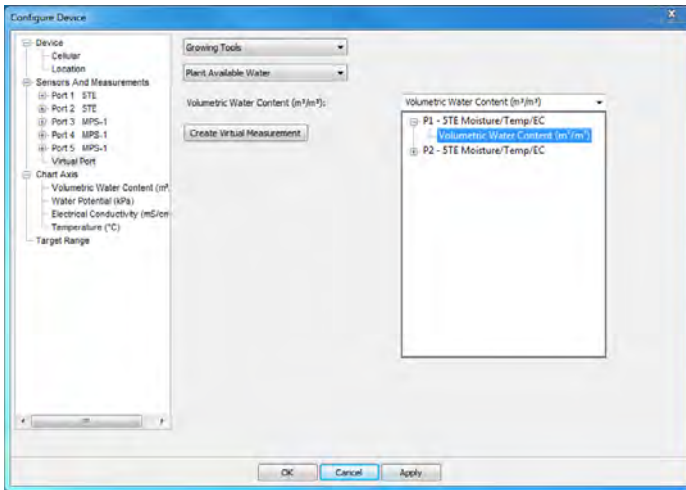 Configure Device
Device
Cellular
Location
Sensors And Measurements
Port 1 5TE
Port 2 5TE
Port 3 MPS-1
Port 4 MPS-1
Port 5 MPS-1
Virtual Port
Chart Axis
Volumetric Water Content (m³,
Water Potential (kPa)
Electrical Conductivity (mS/cm
Temperature (°C)
Target Range
Growing Tools
Plant Available Water
Volumetric Water Content (m³/m³):
Create Virtual Measurement
Volumetric Water Content (m³/m³)
P1 - 5TE Moisture/Temp/EC
Volumetric Water Content (m³/m³)
P2 - 5TE Moisture/Temp/EC
OK Cancel Apply